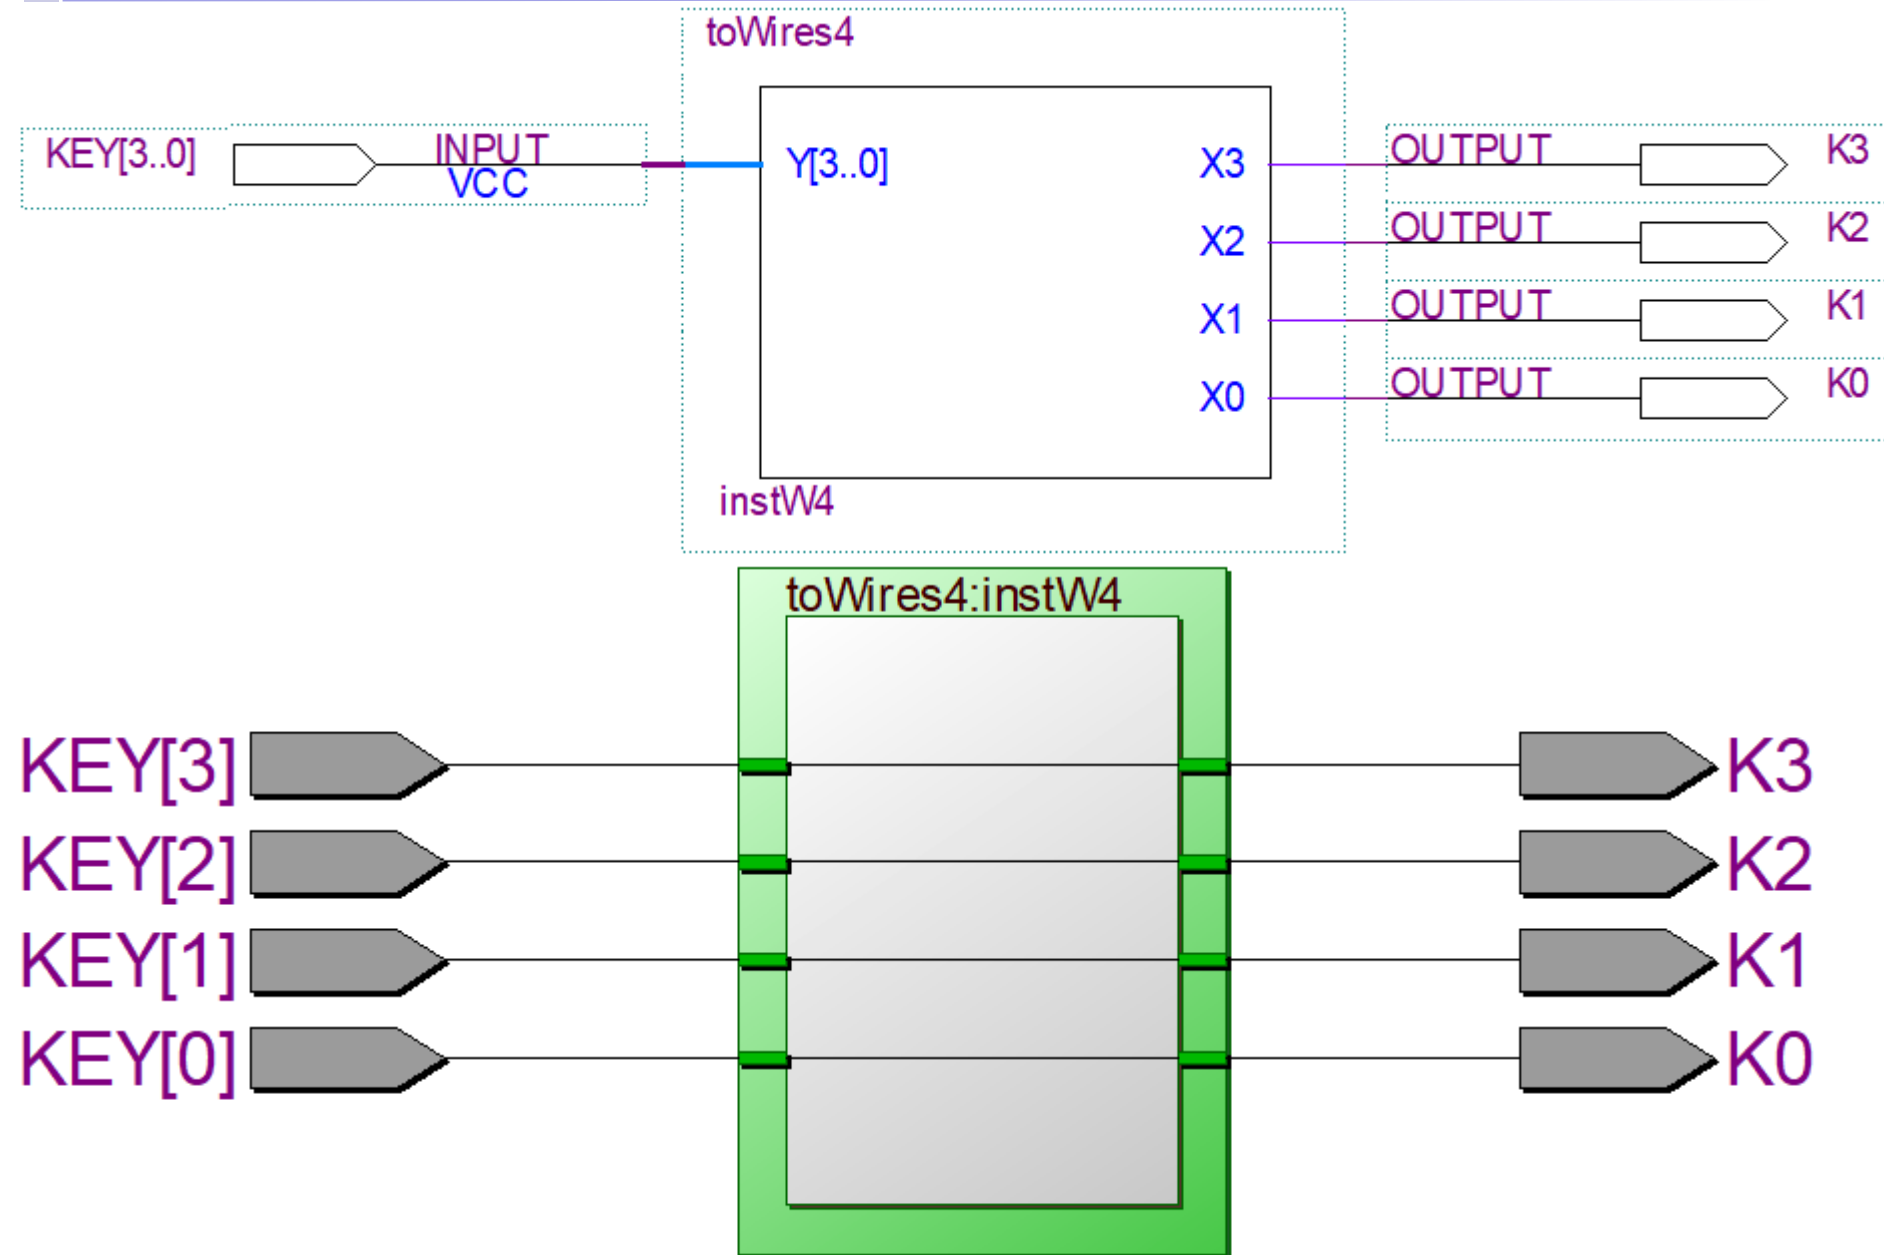 toWires4
KEY[3..0]
INPUT
VCC
Y[3..0]
X3
OUTPUT
K3
X2
OUTPUT
K2
X1
OUTPUT
K1
X0
OUTPUT
K0
instW4
toWires4:instW4
KEY[3]
K3
KEY[2]
K2
KEY[1]
K1
KEY[0]
K0